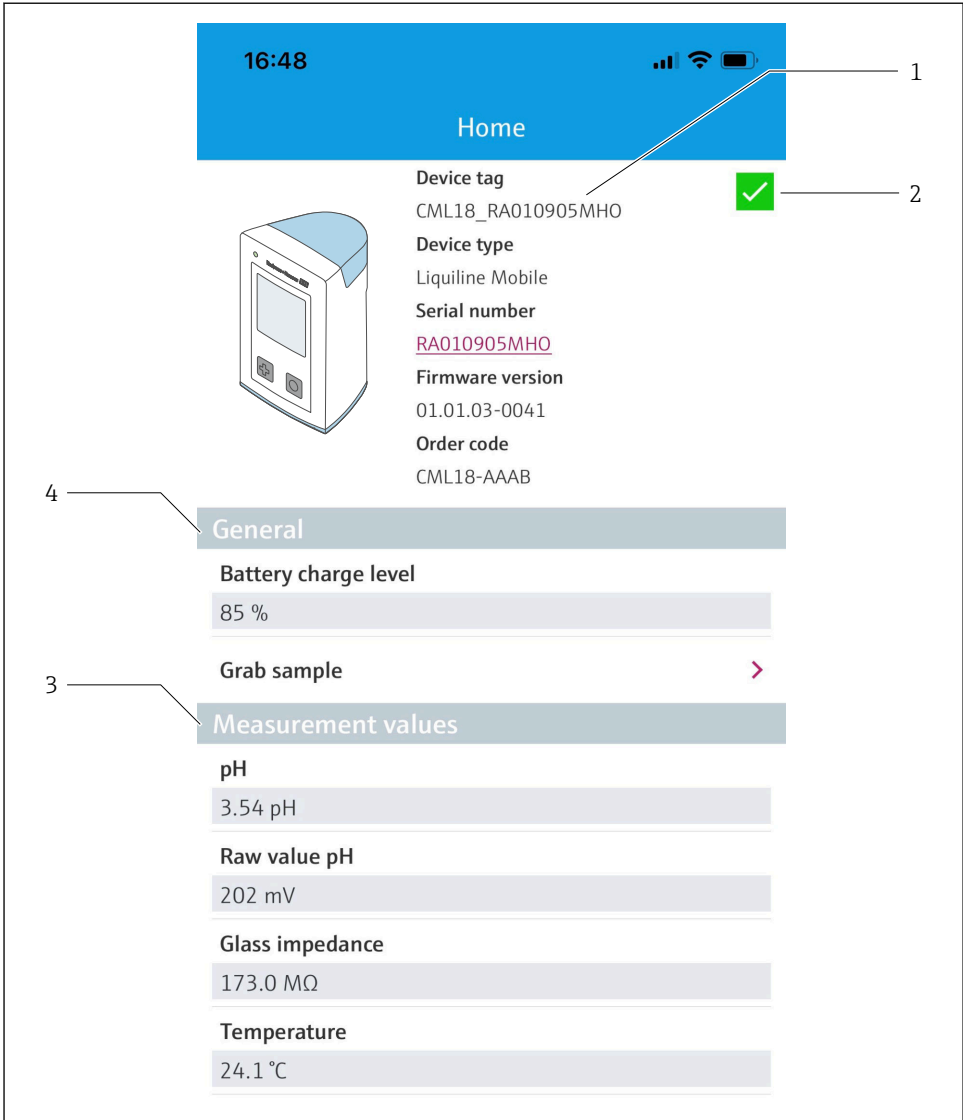 16:48
1
Home
Device tag
2
CML18_RA010905MHO
Device type
Liquiline Mobile
Serial number
RA010905MHO
Firmware version
01.01.03-0041
Order code
CML18-AAAB
4
General
Battery charge level
85 %
Grab sample
3
Measurement values
pH
3.54 pH
Raw value pH
202 mV
Glass impedance
173.0 MΩ
Temperature
24.1 °C